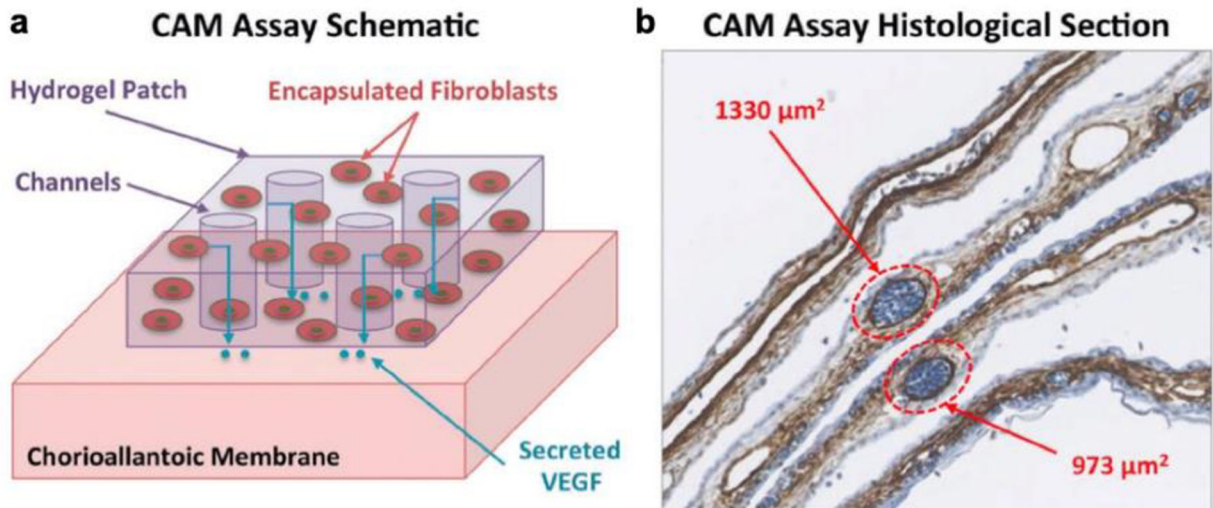 a
CAM Assay Schematic
Hydrogel Patch
Encapsulated Fibroblasts
Channels
Chorioallantoic Membrane
Secreted
VEGF
b
CAM Assay Histological Section
1330 µm²
973 µm²